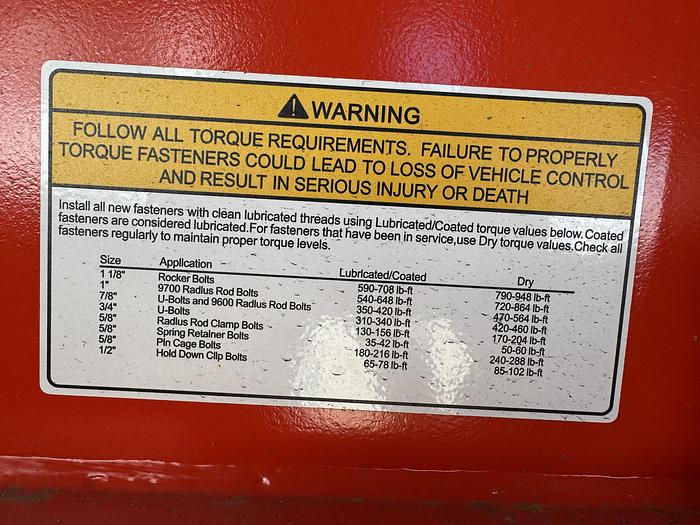 WARNING
FOLLOW ALL TORQUE REQUIREMENTS. FAILURE TO PROPERLY
TORQUE FASTENERS COULD LEAD TO LOSS OF VEHICLE CONTROL
AND RESULT IN SERIOUS INJURY OR DEATH
Install all new fasteners with clean lubricated threads using Lubricated/Coated torque values below. Coated
fasteners are considered lubricated. For fasteners that have been in service, use Dry torque values. Check all
fasteners regularly to maintain proper torque levels.
Size Application Lubricated/Coated Dry
1 1/8" Rocker Bolts 590-708 lb-ft 790-948 lb-ft
1" 9700 Radius Rod Bolts 540-648 lb-ft 720-864 lb-ft
7/8" U-Bolts and 9600 Radius Rod Bolts 350-420 lb-ft 470-564 lb-ft
3/4" U-Bolts 310-340 lb-ft 420-460 lb-ft
5/8" Radius Rod Clamp Bolts 130-156 lb-ft 170-204 lb-ft
5/8" Spring Retainer Bolts 35-42 lb-ft 50-60 lb-ft
5/8" Pin Cage Bolts 180-216 lb-ft 240-288 lb-ft
1/2" Hold Down Clip Bolts 65-78 lb-ft 85-102 lb-ft